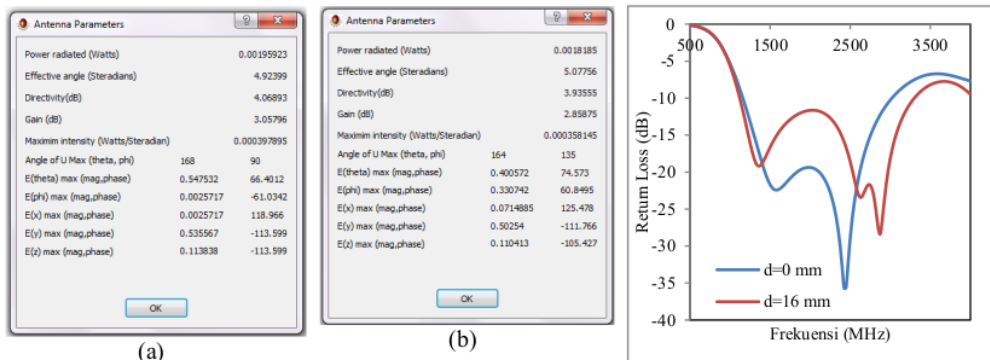 Antenna Parameters
Power radiated (Watts) 0.00195923
Effective angle (Steradians) 4.92399
Directivity(dB) 4.06893
Gain (dB) 3.05796
Maximim intensity (Watts/Steradian) 0.000397895
Angle of U Max (theta, phi) 168 90
E(theta) max (mag,phase) 0.547532 66.4012
E(phi) max (mag,phase) 0.0025717 -61.0342
E(x) max (mag,phase) 0.0025717 118.966
E(y) max (mag,phase) 0.535567 -113.599
E(z) max (mag,phase) 0.113838 -113.599
OK
(a)
Antenna Parameters
Power radiated (Watts) 0.0018185
Effective angle (Steradians) 5.07756
Directivity(dB) 3.93555
Gain (dB) 2.85875
Maximim intensity (Watts/Steradian) 0.000358145
Angle of U Max (theta, phi) 164 135
E(theta) max (mag,phase) 0.400572 74.573
E(phi) max (mag,phase) 0.330742 60.8495
E(x) max (mag,phase) 0.0714885 125.478
E(y) max (mag,phase) 0.50254 -111.766
E(z) max (mag,phase) 0.110413 -105.427
OK
(b)
0
500 1500 2500 3500
-5
-10
-15
-20
-25
-30
-35
-40
Return Loss (dB)
d=0 mm
d=16 mm
Frekuensi (MHz)